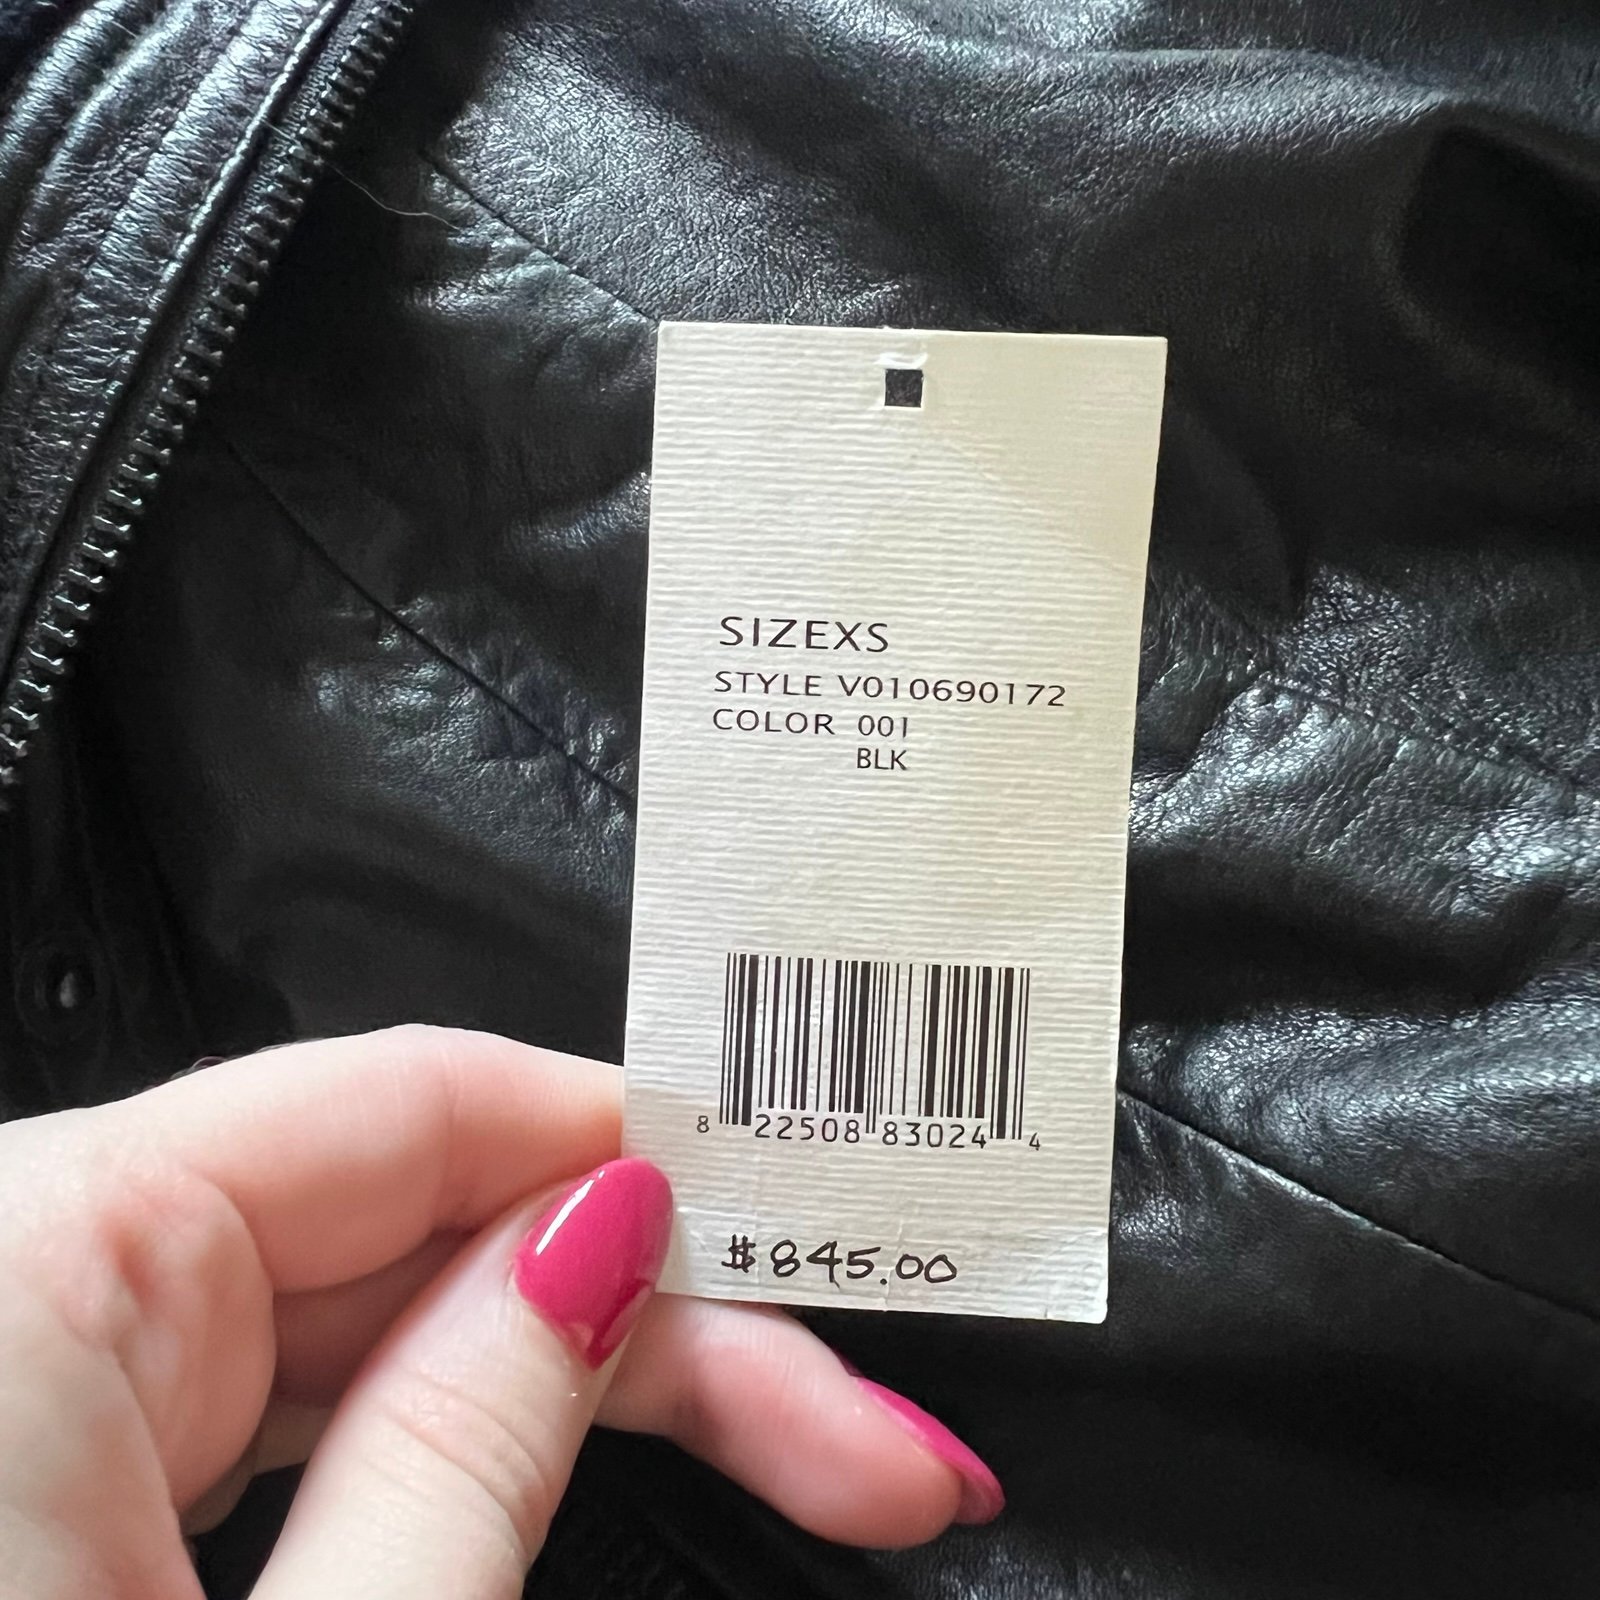 SIZEXS
STYLE V010690172
COLOR 001
BLK
8 22508 83024 4
$845.00